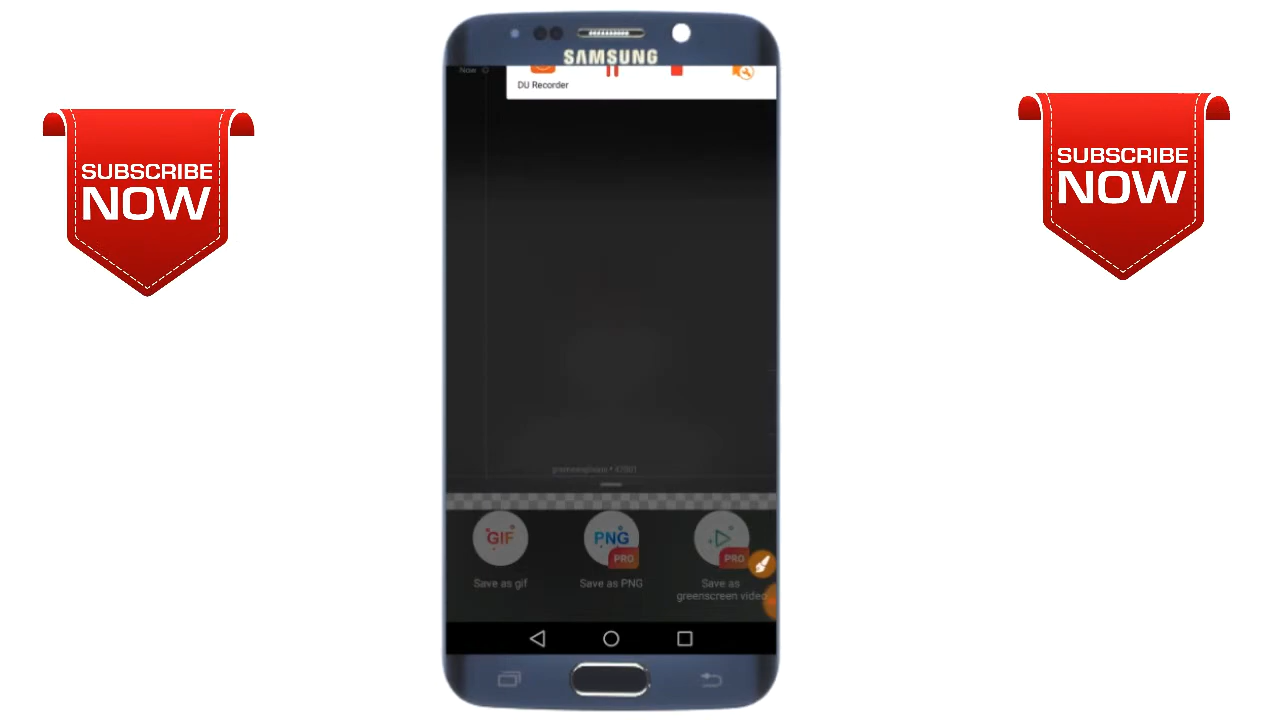 SUBSCRIBE
NOW
SAMSUNG
Now
DU Recorder
SUBSCRIBE
NOW
GIF
PNG
PRO
PRO
Save as gif
Save as PNG
Save as
greenscreen video